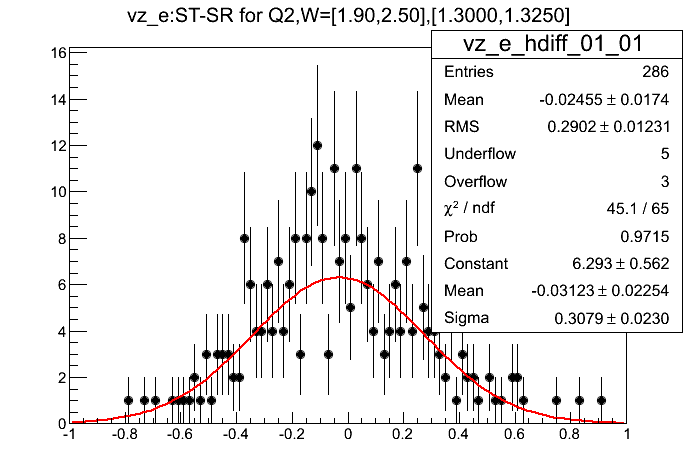 vz_e:ST-SR for Q2,W=[1.90,2.50],[1.3000,1.3250]
vz_e_hdiff_01_01
Entries 286
Mean -0.02455 ± 0.0174
RMS 0.2902 ± 0.01231
Underflow 5
Overflow 3
χ² / ndf 45.1 / 65
Prob 0.9715
Constant 6.293 ± 0.562
Mean -0.03123 ± 0.02254
Sigma 0.3079 ± 0.0230
16
14
12
10
8
6
4
2
0
-1 -0.8 -0.6 -0.4 -0.2 0 0.2 0.4 0.6 0.8 1